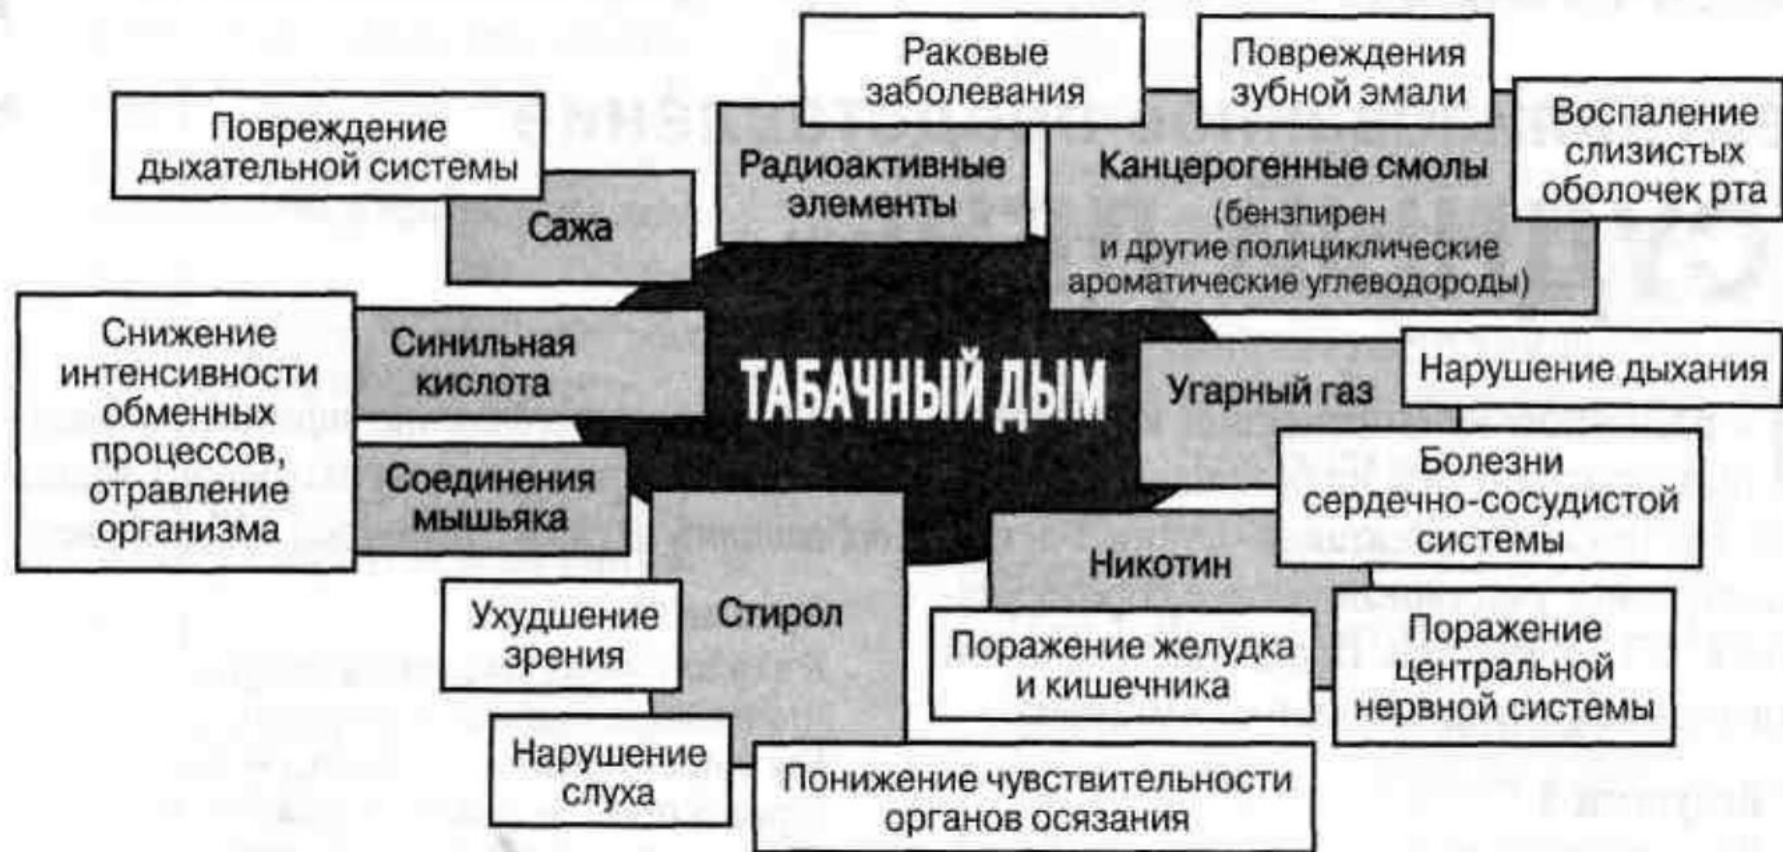 Раковые
заболевания
Повреждения
зубной эмали
Воспаление
слизистых
оболочек рта
Повреждение
дыхательной системы
Сажа
Радиоактивные
элементы
Канцерогенные смолы
(бензпирен
и другие полициклические
ароматические углеводороды)
Снижение
интенсивности
обменных
процессов,
отравление
организма
Синильная
кислота
Соединения
мышьяка
ТАБАЧНЫЙ ДЫМ
Угарный газ
Нарушение дыхания
Болезни
сердечно-сосудистой
системы
Никотин
Поражение желудка
и кишечника
Поражение
центральной
нервной системы
Стирол
Ухудшение
зрения
Нарушение
слуха
Понижение чувствительности
органов осязания